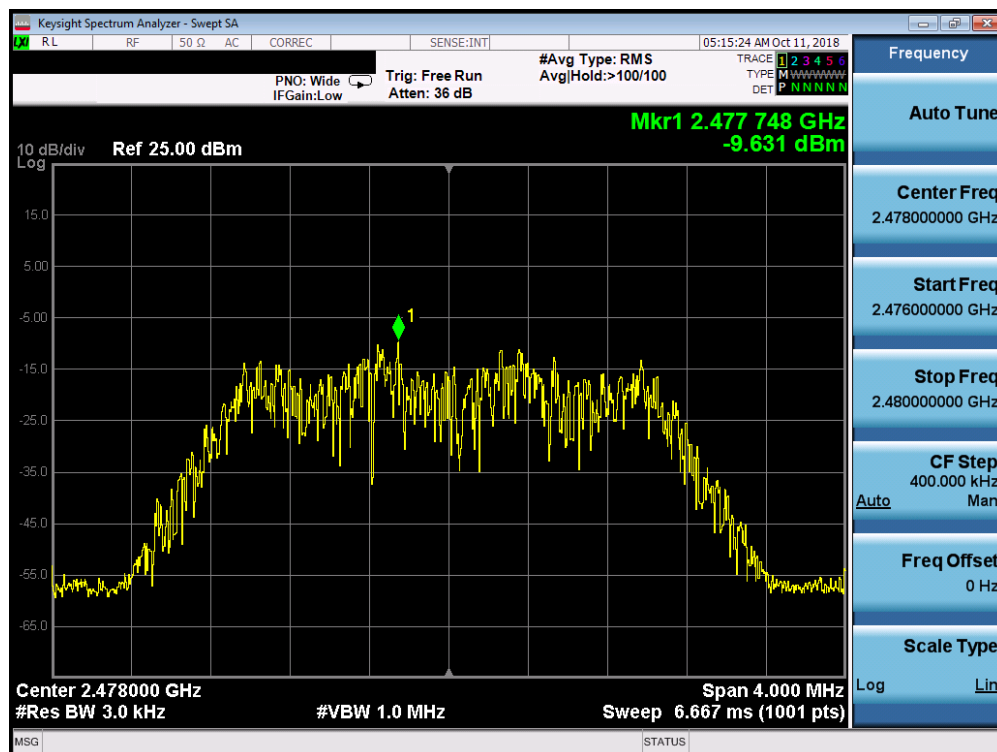 Keysight Spectrum Analyzer - Swept SA
LXI RL RF 50 Ω AC CORREC SENSE:INT 05:15:24 AM Oct 11, 2018
PNO: Wide
IFGain:Low
Trig: Free Run
Atten: 36 dB
#Avg Type: RMS
Avg|Hold:>100/100
TRACE 1 2 3 4 5 6
TYPE M W W W W W
DET P N N N N N
Mkr1 2.477 748 GHz
-9.631 dBm
10 dB/div Ref 25.00 dBm
Log
1
15.0
5.00
-5.00
-15.0
-25.0
-35.0
-45.0
-55.0
-65.0
Center 2.478000 GHz Span 4.000 MHz
#Res BW 3.0 kHz #VBW 1.0 MHz Sweep 6.667 ms (1001 pts)
MSG STATUS
Frequency
Auto Tune
Center Freq
2.478000000 GHz
Start Freq
2.476000000 GHz
Stop Freq
2.480000000 GHz
CF Step
400.000 kHz
Auto Man
Freq Offset
0 Hz
Scale Type
Log Lin